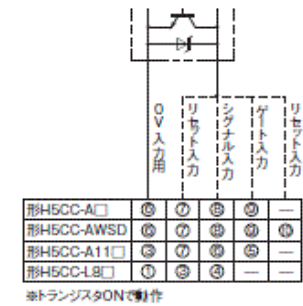 0V入力用
リセット入力
シグナル入力
ゲート入力
リセット入力
形H5CC-A□ ⑥ ⑦ ⑧ ⑨ —
形H5CC-AWSD ⑥ ⑦ ⑧ ⑨ ⑩
形H5CC-A11□ ③ ⑦ ⑥ ⑤ —
形H5CC-L8□ ① ③ ④ — —
※トランジスタONで動作